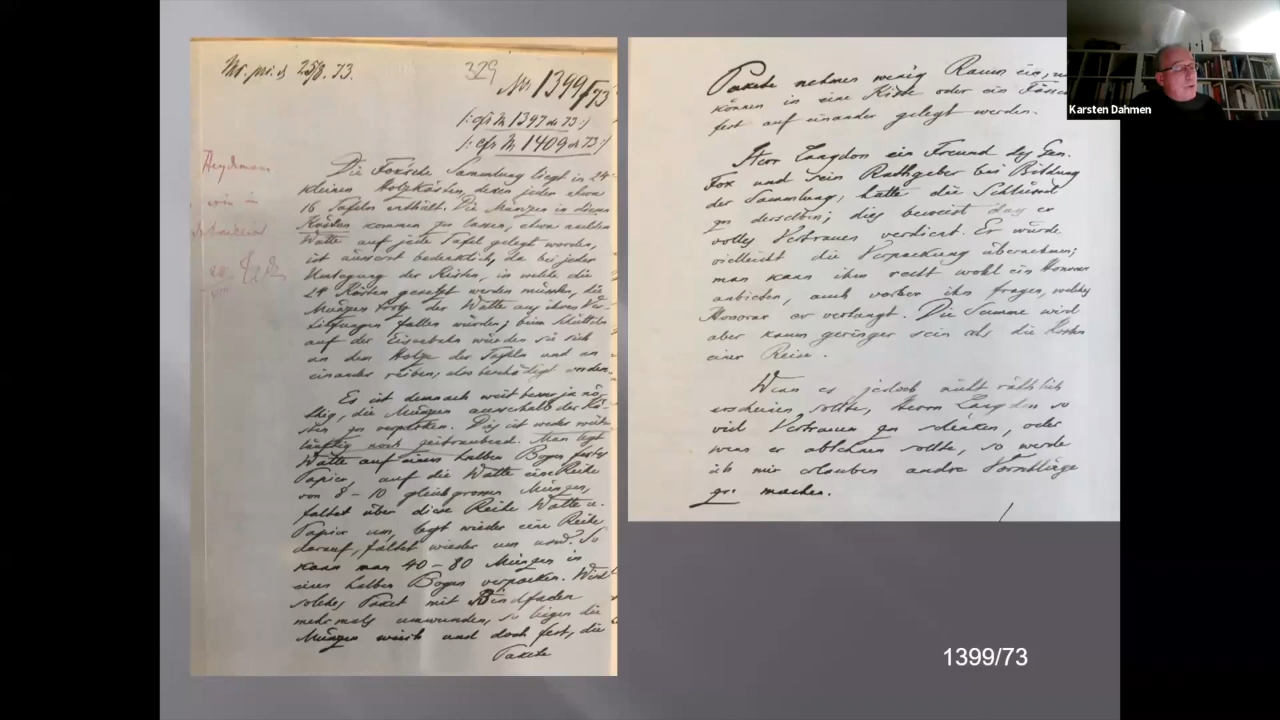 25/8. 73.
329
No 1399/73
/: cfr No 1397 de 73 :/
/: cfr No 1409 de 73 :/
Die Fox'sche Sammlung liegt in 24
kleinen Holzkästen, deren jeder etwa
16 Tafeln enthält. Die Münzen in diesen
Kästen kommen zu lassen, etwa nachdem
Watte auf jede Tafel gelegt worden,
ist äusserst bedenklich, da bei jeder
Umlegung der Kisten, in welche die
24 Kästen gesetzt werden müssten, die
Münzen trotz der Watte aus ihren Ver-
tiefungen fallen würden; beim Schütteln
auf der Eisenbahn würden sie sich
an dem Holze der Tafeln und an
einander reiben, also beschädigt werden.
Es ist demnach weit besser, ja nö-
thig, die Münzen ausserhalb der Kä-
sten zu verpacken. Dies ist weder weit-
läuftig noch zeitraubend. Man legt
Watte auf einen halben Bogen festes
Papier, auf die Watte eine Reihe
von 8 - 10 gleichgrossen Münzen,
faltet über diese Reihe Watte u.
Papier um, legt wieder eine Reihe
darauf, faltet wieder um usw. So
kann man 40 - 80 Münzen in
einen halben Bogen verpacken. Wird
solches Paket mit Bindfaden
mehrmals umwunden, so liegen die
Münzen weich und doch fest, die
Pakete
Pakete nehmen wenig Raum ein,
können in eine Kiste oder ein
fest auf einander gelegt werden.
Herr Langdon ein Freund des Gen.
Fox und sein Rathgeber bei Bildung
der Sammlung, hatte die Schlüssel
zu derselben; dies beweist dass er
volles Vertrauen verdient. Er würde
vielleicht die Verpackung übernehmen;
man kann ihm recht wohl ein Honorar
anbieten, auch vorher ihn fragen, welches
Honorar er verlangt. Die Summe wird
aber kaum geringer sein als die Kosten
einer Reise.
Wenn es jedoch nicht räthlich
erscheinen sollte, Herrn Langdon so
viel Vertrauen zu schenken, oder
wenn er ablehnen sollte, so werde
ich mir erlauben andre Vorschläge
zu machen.
1399/73
Karsten Dahmen